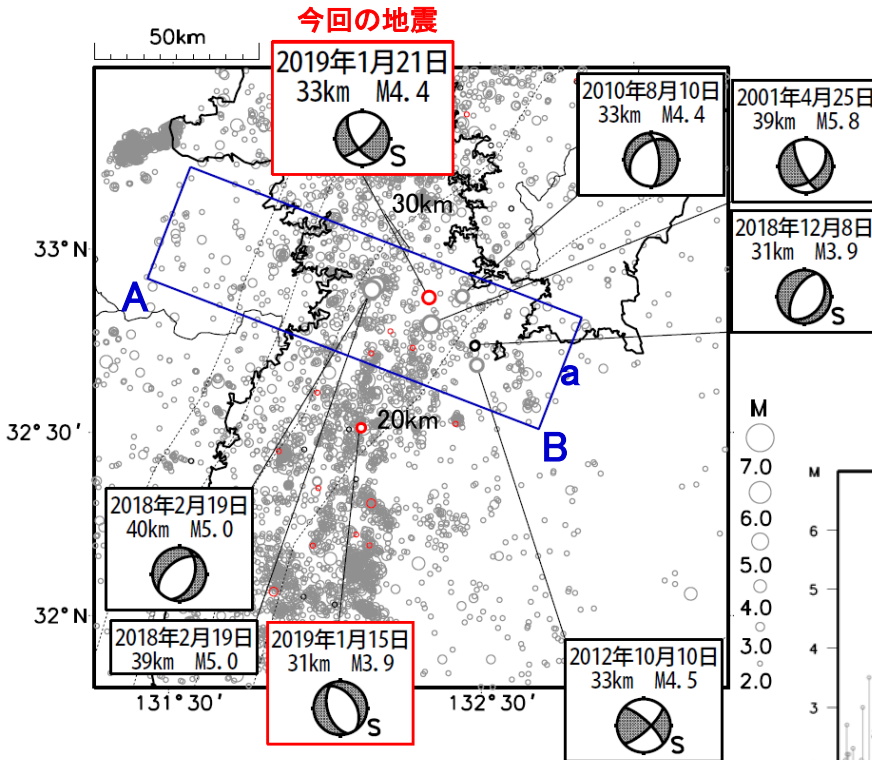 今回の地震
50km
2019年1月21日
33km M4.4
S
2010年8月10日
33km M4.4
2001年4月25日
39km M5.8
2018年12月8日
31km M3.9
S
30km
33°N
A
a
20km
B
32°30′
32°N
2018年2月19日
40km M5.0
2018年2月19日
39km M5.0
2019年1月15日
31km M3.9
S
2012年10月10日
33km M4.5
S
131°30′
132°30′
M
7.0
6.0
5.0
4.0
3.0
2.0
M
6
5
4
3